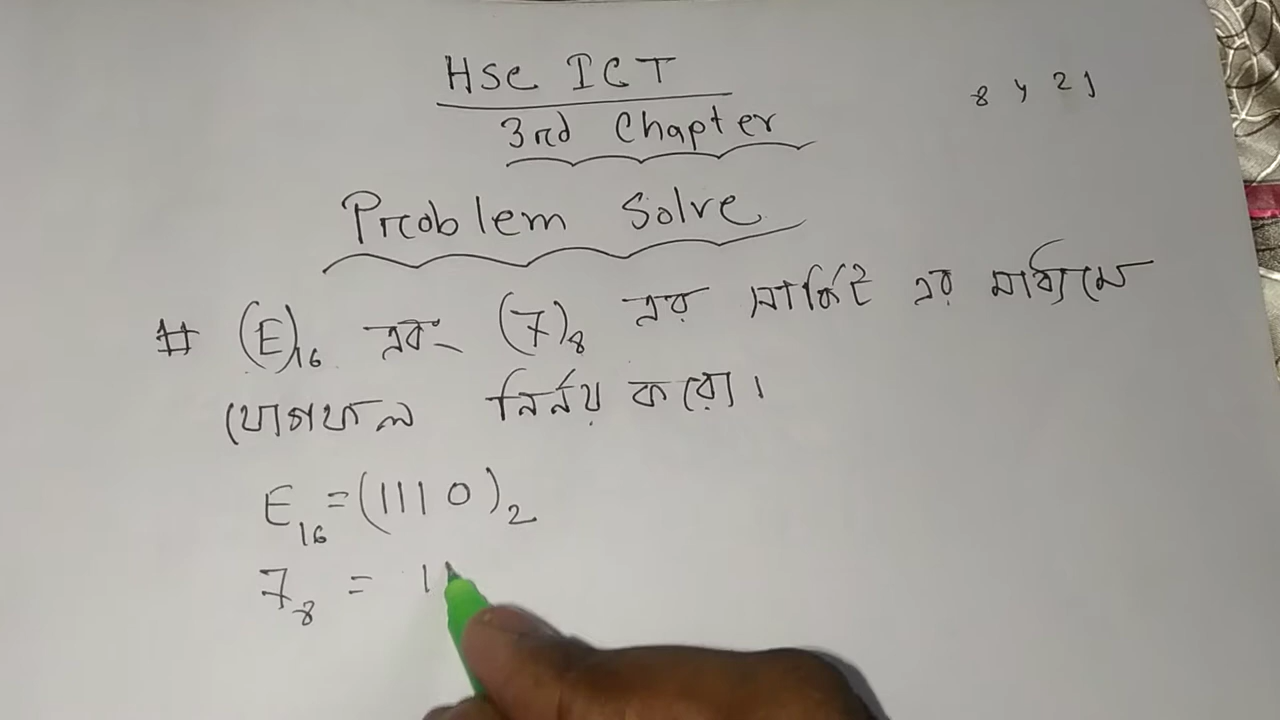 HSC ICT
8 4 2 1
3rd Chapter
Problem Solve
# (E)16 এবং (7)8 এর সার্কিট এর মাধ্যমে
যোগফল নির্নয় করো।
E16 = (1110)2
78 = 1